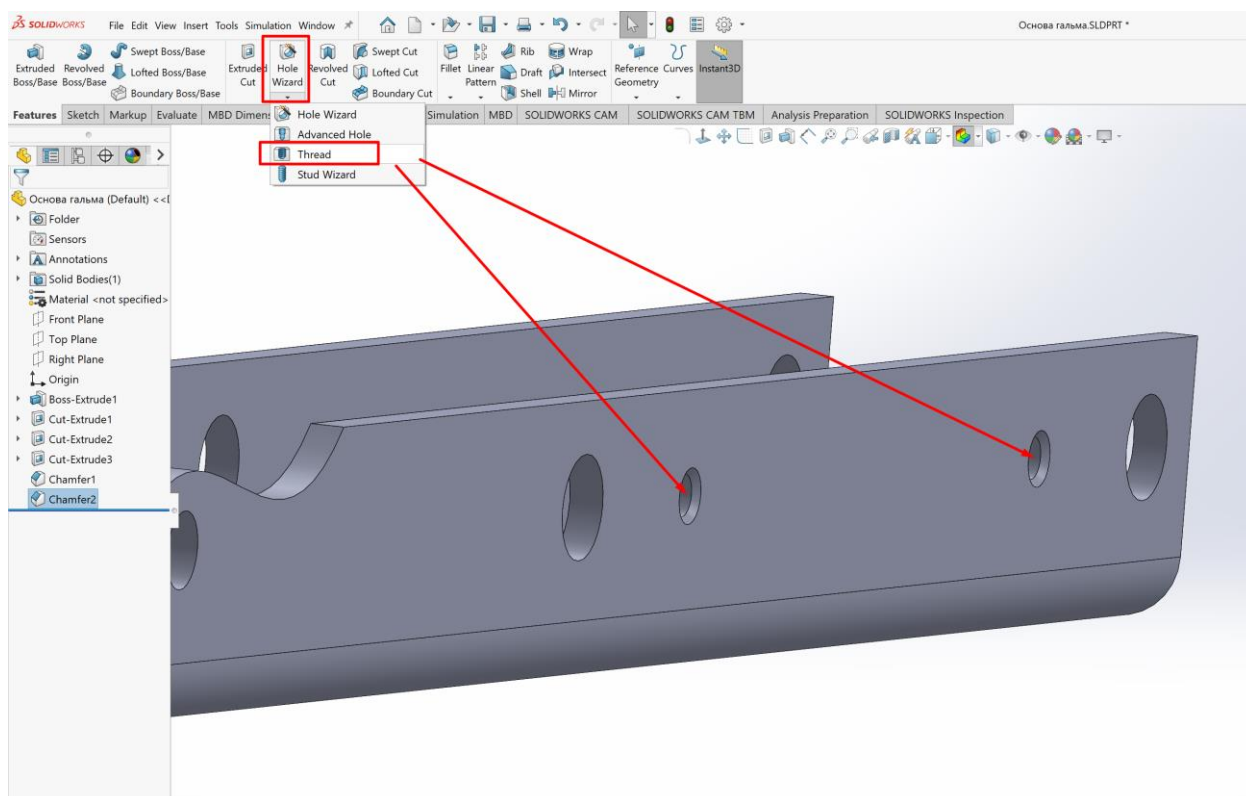 SOLIDWORKS File Edit View Insert Tools Simulation Window Основа гальма.SLDPRT *
Extruded Boss/Base
Revolved Boss/Base
Swept Boss/Base
Lofted Boss/Base
Boundary Boss/Base
Extruded Cut
Hole Wizard
Revolved Cut
Swept Cut
Lofted Cut
Boundary Cut
Fillet
Linear Pattern
Rib
Draft
Shell
Wrap
Intersect
Mirror
Reference Geometry
Curves
Instant3D
Features Sketch Markup Evaluate MBD Dimen Simulation MBD SOLIDWORKS CAM SOLIDWORKS CAM TBM Analysis Preparation SOLIDWORKS Inspection
Hole Wizard
Advanced Hole
Thread
Stud Wizard
Основа гальма (Default) <<
Folder
Sensors
Annotations
Solid Bodies(1)
Material <not specified>
Front Plane
Top Plane
Right Plane
Origin
Boss-Extrude1
Cut-Extrude1
Cut-Extrude2
Cut-Extrude3
Chamfer1
Chamfer2